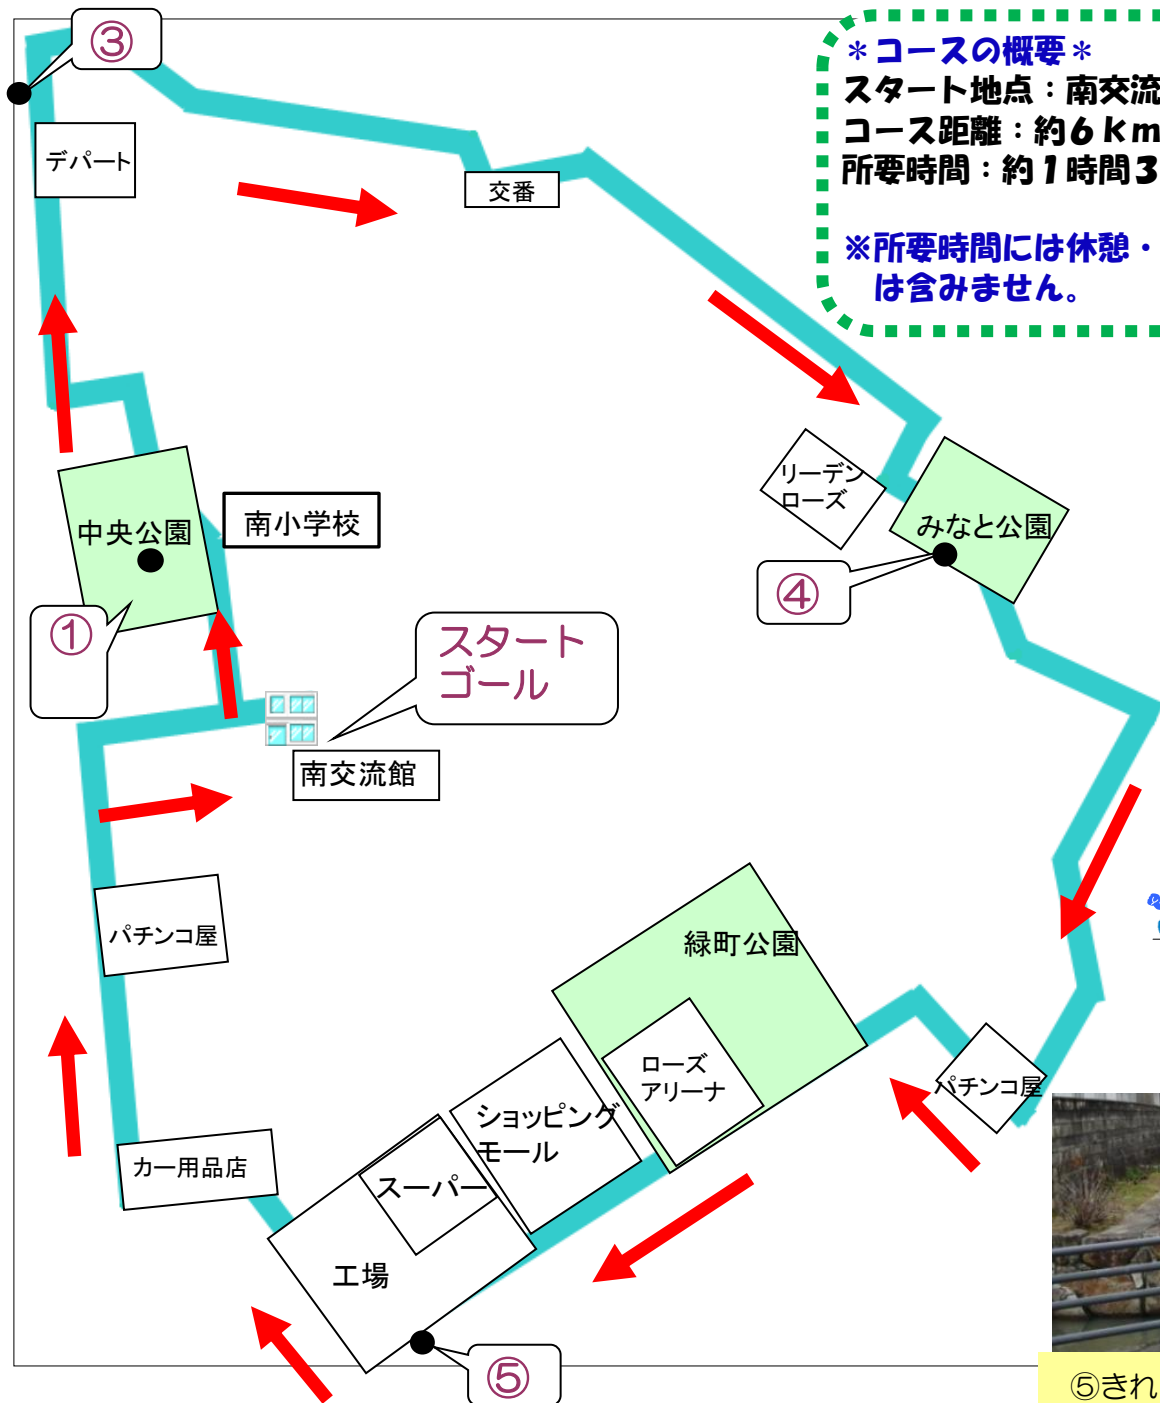 ③
＊コースの概要＊
スタート地点：南交流
コース距離：約６ｋｍ
所要時間：約１時間３
※所要時間には休憩・
は含みません。
デパート
交番
リーデン
ローズ
みなと公園
④
中央公園
南小学校
①
スタート
ゴール
南交流館
パチンコ屋
緑町公園
ローズ
アリーナ
パチンコ屋
ショッピング
モール
スーパー
カー用品店
工場
⑤
⑤きれ